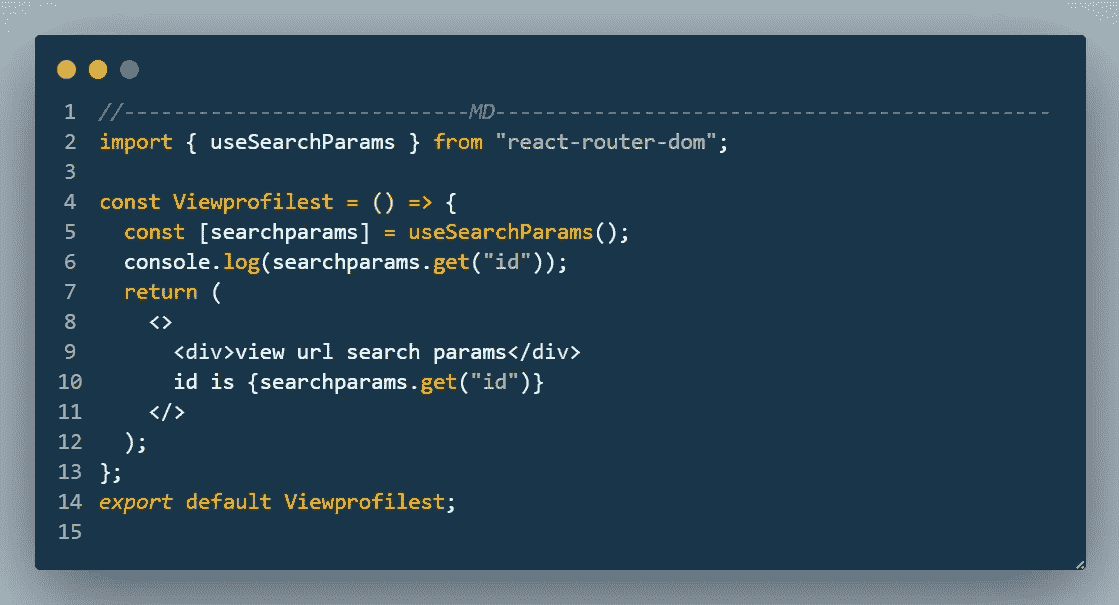 1 //----------------------------MD---------------------------------------------
2 import { useSearchParams } from "react-router-dom";
3
4 const Viewprofilest = () => {
5   const [searchparams] = useSearchParams();
6   console.log(searchparams.get("id"));
7   return (
8     <>
9       <div>view url search params</div>
10       id is {searchparams.get("id")}
11     </>
12   );
13 };
14 export default Viewprofilest;
15